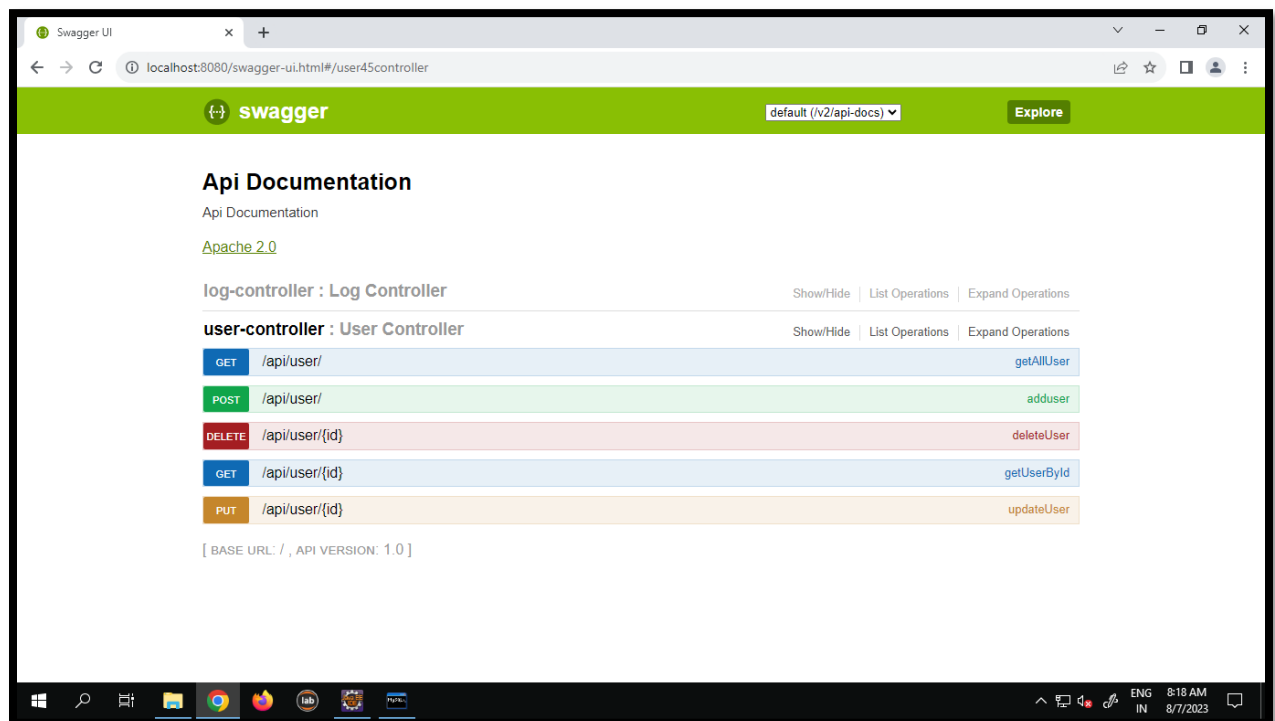 Swagger UI
localhost:8080/swagger-ui.html#/user45controller
{··} swagger default (/v2/api-docs) Explore
Api Documentation
Api Documentation
Apache 2.0
log-controller : Log Controller Show/Hide List Operations Expand Operations
user-controller : User Controller Show/Hide List Operations Expand Operations
GET /api/user/ getAllUser
POST /api/user/ adduser
DELETE /api/user/{id} deleteUser
GET /api/user/{id} getUserById
PUT /api/user/{id} updateUser
[ BASE URL: / , API VERSION: 1.0 ]
lab
ENG 8:18 AM
IN 8/7/2023